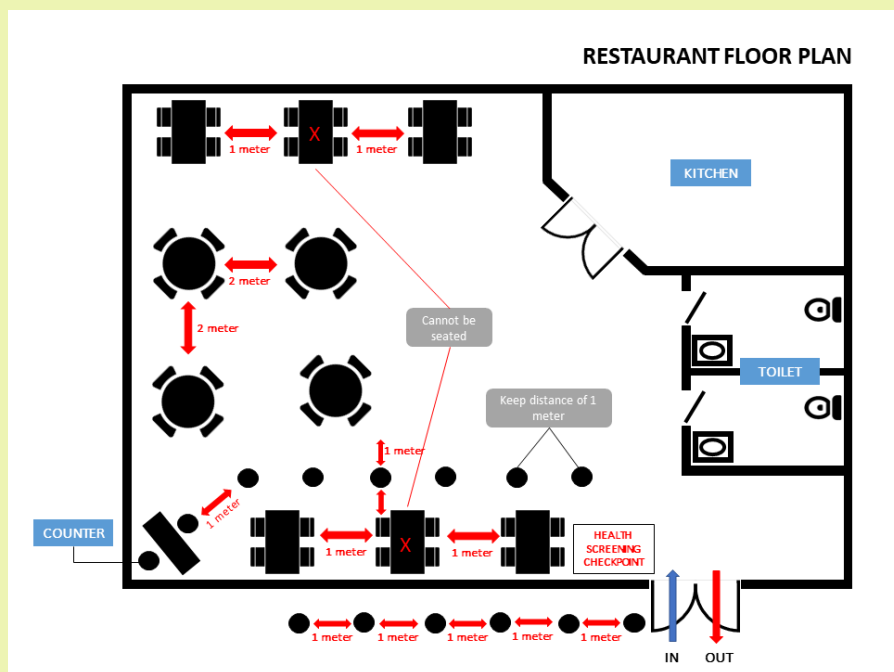 RESTAURANT FLOOR PLAN
X
1 meter
1 meter
KITCHEN
2 meter
2 meter
Cannot be
seated
TOILET
Keep distance of 1
meter
1 meter
1 meter
COUNTER
X
1 meter
1 meter
HEALTH
SCREENING
CHECKPOINT
1 meter
1 meter
1 meter
1 meter
1 meter
IN
OUT